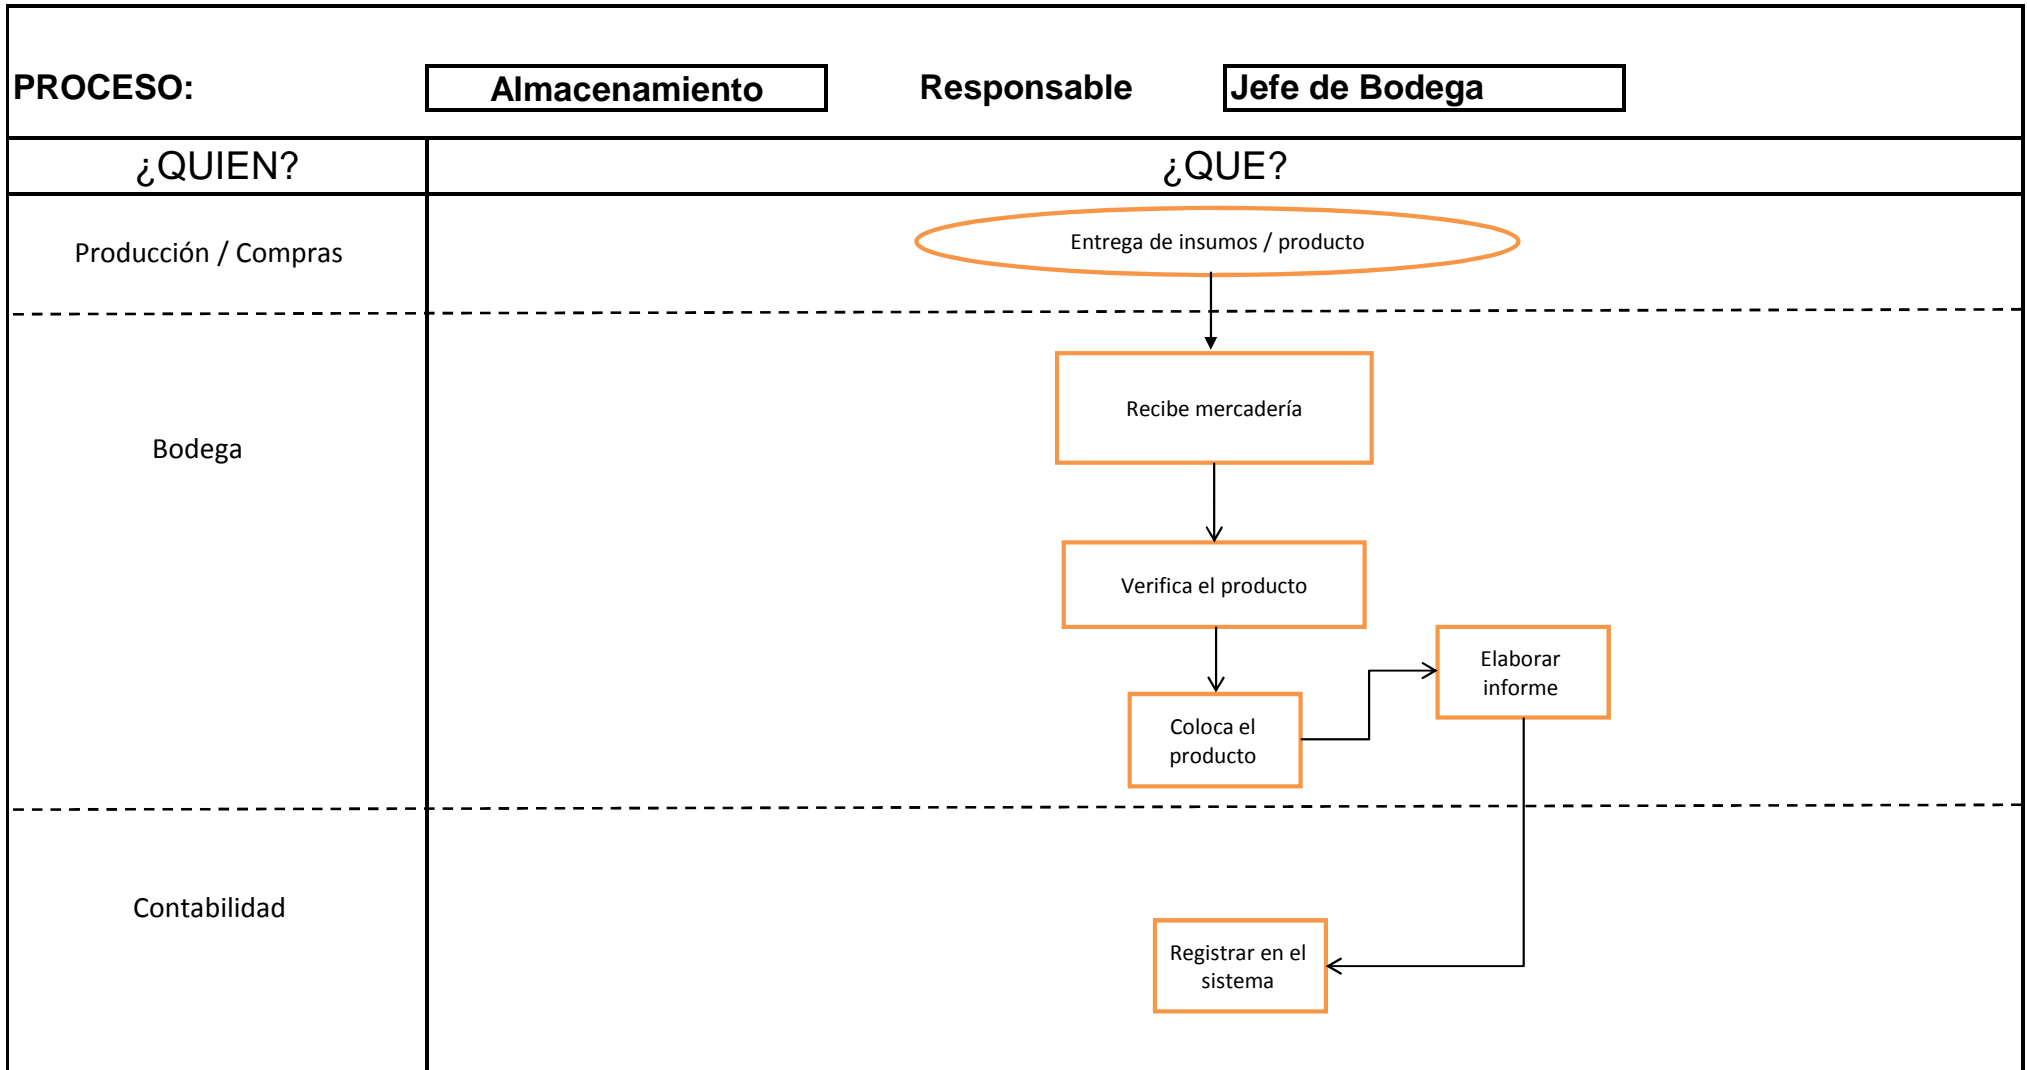 PROCESO: Almacenamiento Responsable Jefe de Bodega
¿QUIEN? ¿QUE?
Producción / Compras
Entrega de insumos / producto
Recibe mercadería
Bodega
Verifica el producto
Elaborar
informe
Coloca el
producto
Contabilidad
Registrar en el
sistema